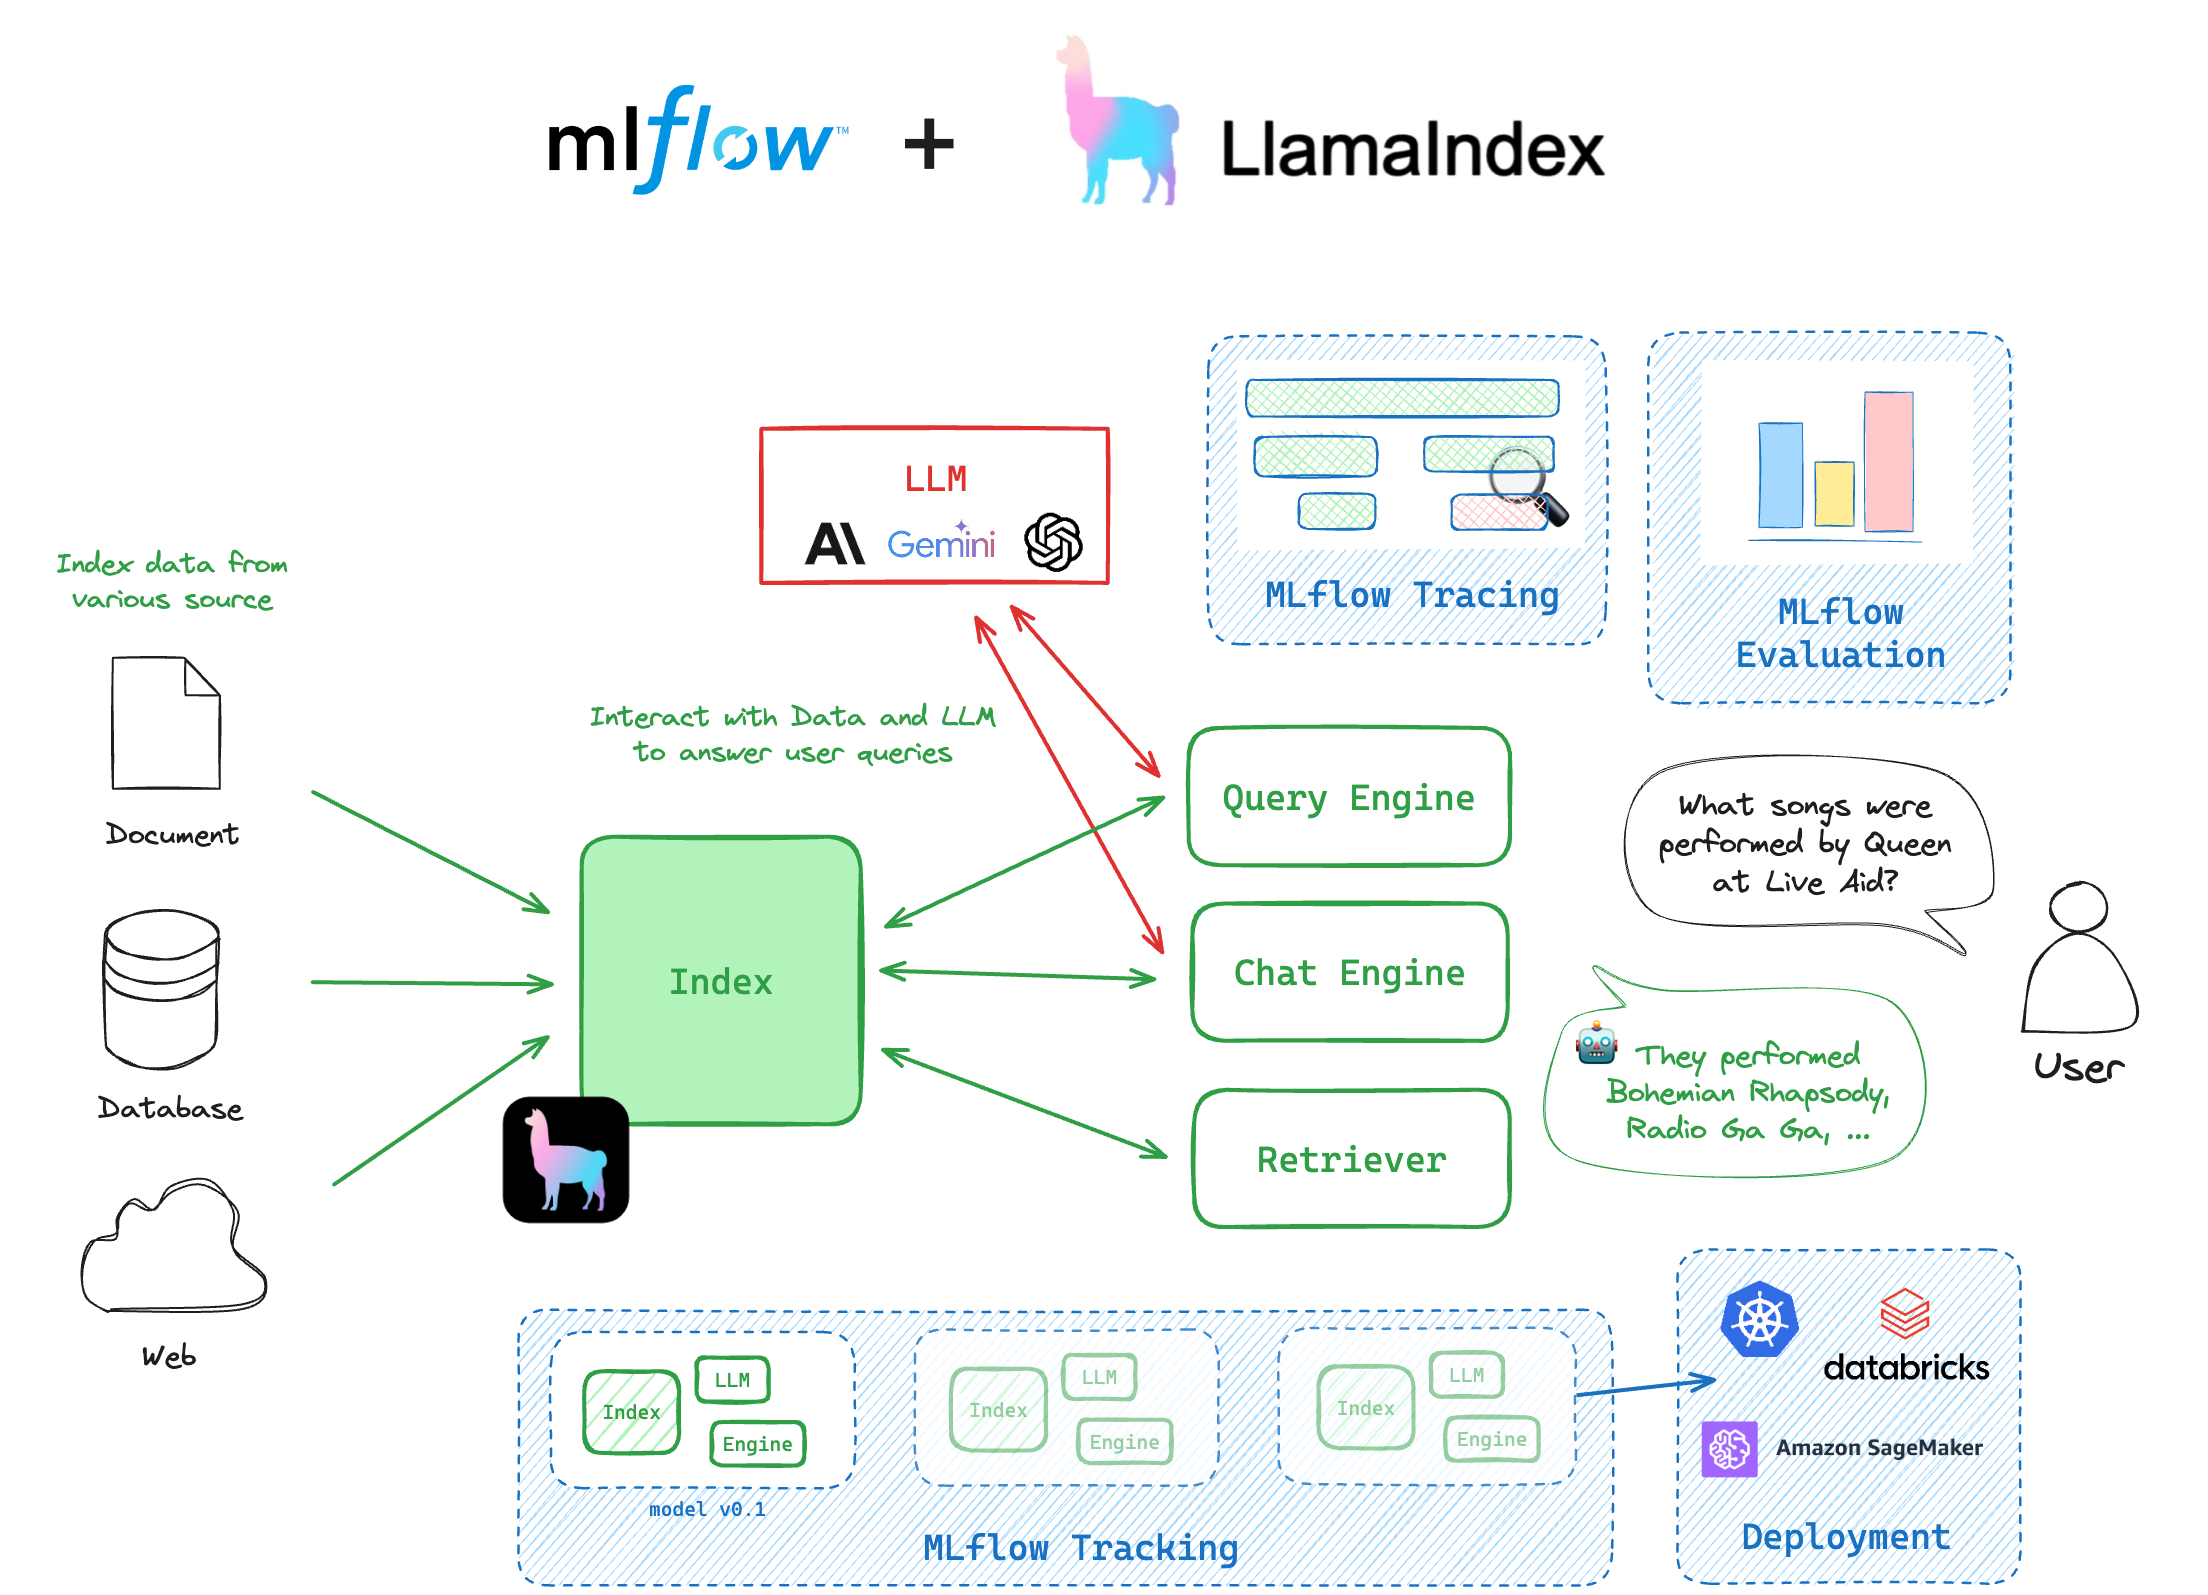 mlflow™ + LlamaIndex
LLM
AI Gemini
MLflow Tracing
MLflow
Evaluation
Index data from
various source
Document
Database
Web
Interact with Data and LLM
to answer user queries
Index
Query Engine
Chat Engine
Retriever
What songs were
performed by Queen
at Live Aid?
They performed
Bohemian Rhapsody,
Radio Ga Ga, ...
User
Index
LLM
Engine
model v0.1
Index
LLM
Engine
Index
LLM
Engine
MLflow Tracking
databricks
Amazon SageMaker
Deployment